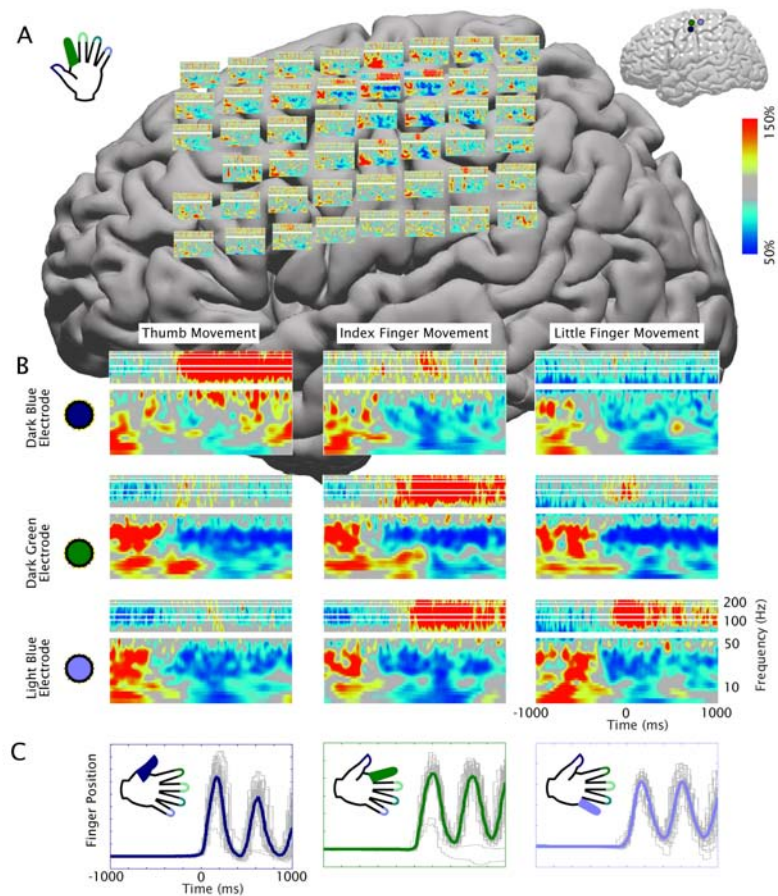 A
150%
50%
Thumb Movement
Index Finger Movement
Little Finger Movement
B
Dark Blue
Electrode
Dark Green
Electrode
Light Blue
Electrode
200
100
50
10
Frequency (Hz)
-1000
0
1000
Time (ms)
C
Finger Position
-1000
0
1000
Time (ms)